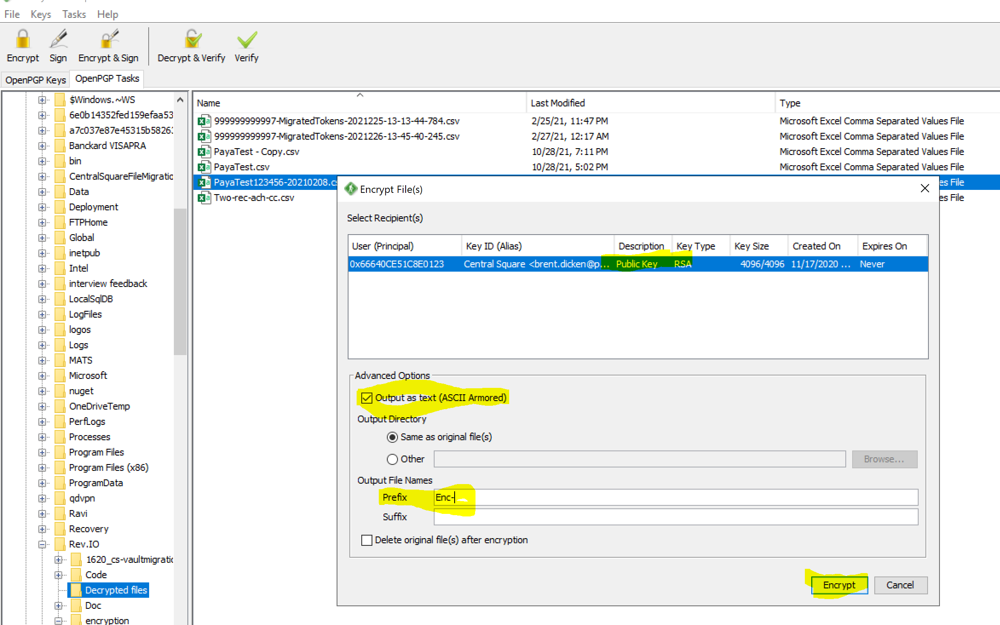 File Keys Tasks Help
Encrypt Sign Encrypt & Sign Decrypt & Verify Verify
OpenPGP Keys OpenPGP Tasks
$Windows.~WS
6e0b14352fed159efaa53
a7c037e87e45315b5826
Banckard VISAPRA
bin
CentralSquareFileMigratio
Data
Deployment
FTPHome
Global
inetpub
Intel
interview feedback
LocalSqlDB
LogFiles
logos
Logs
MATS
Microsoft
nuget
OneDriveTemp
PerfLogs
Processes
Program Files
Program Files (x86)
ProgramData
qdvpn
Ravi
Recovery
Rev.IO
1620_cs-vaultmigratio
Code
Decrypted files
Doc
encryption
Name Last Modified Type
999999999997-MigratedTokens-2021225-13-13-44-784.csv 2/25/21, 11:47 PM Microsoft Excel Comma Separated Values File
999999999997-MigratedTokens-2021226-13-45-40-245.csv 2/27/21, 12:17 AM Microsoft Excel Comma Separated Values File
PayaTest - Copy.csv 10/28/21, 7:11 PM Microsoft Excel Comma Separated Values File
PayaTest.csv 10/28/21, 5:02 PM Microsoft Excel Comma Separated Values File
PayaTest123456-20210208.cs es File
Two-rec-ach-cc.csv es File
Encrypt File(s)
Select Recipient(s)
User (Principal) Key ID (Alias) Description Key Type Key Size Created On Expires On
0x66640CE51C8E0123 Central Square <brent.dicken@p... Public Key RSA 4096/4096 11/17/2020 ... Never
Advanced Options
Output as text (ASCII Armored)
Output Directory
Same as original file(s)
Other Browse...
Output File Names
Prefix Enc-
Suffix
Delete original file(s) after encryption
Encrypt Cancel